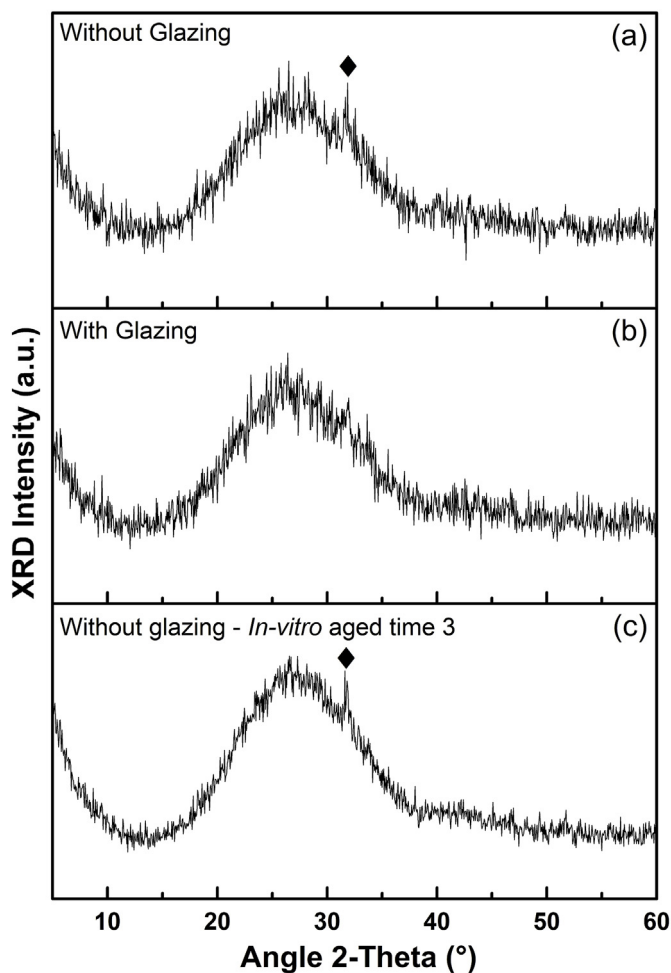 Without Glazing
(a)
With Glazing
(b)
Without glazing - In-vitro aged time 3
(c)
XRD Intensity (a.u.)
10 20 30 40 50 60
Angle 2-Theta (°)